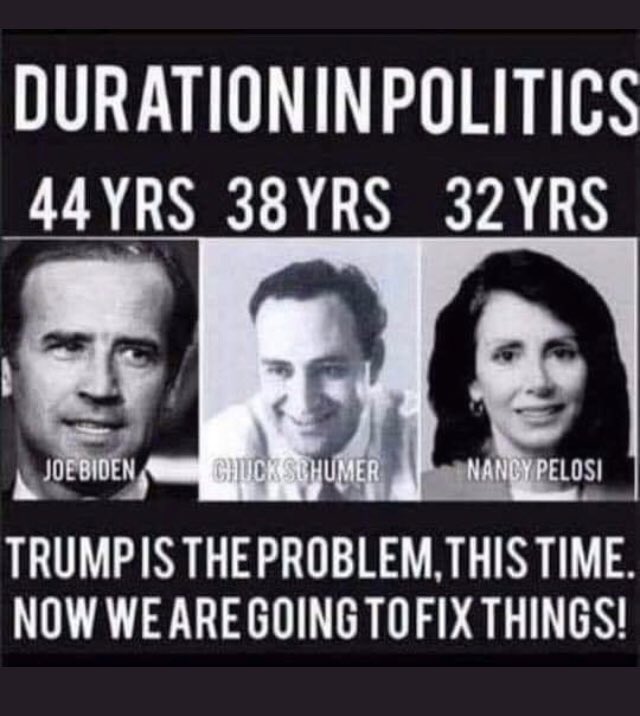 DURATION IN POLITICS
44 YRS 38 YRS 32 YRS
JOE BIDEN CHUCK SCHUMER NANCY PELOSI
TRUMP IS THE PROBLEM, THIS TIME.
NOW WE ARE GOING TO FIX THINGS!